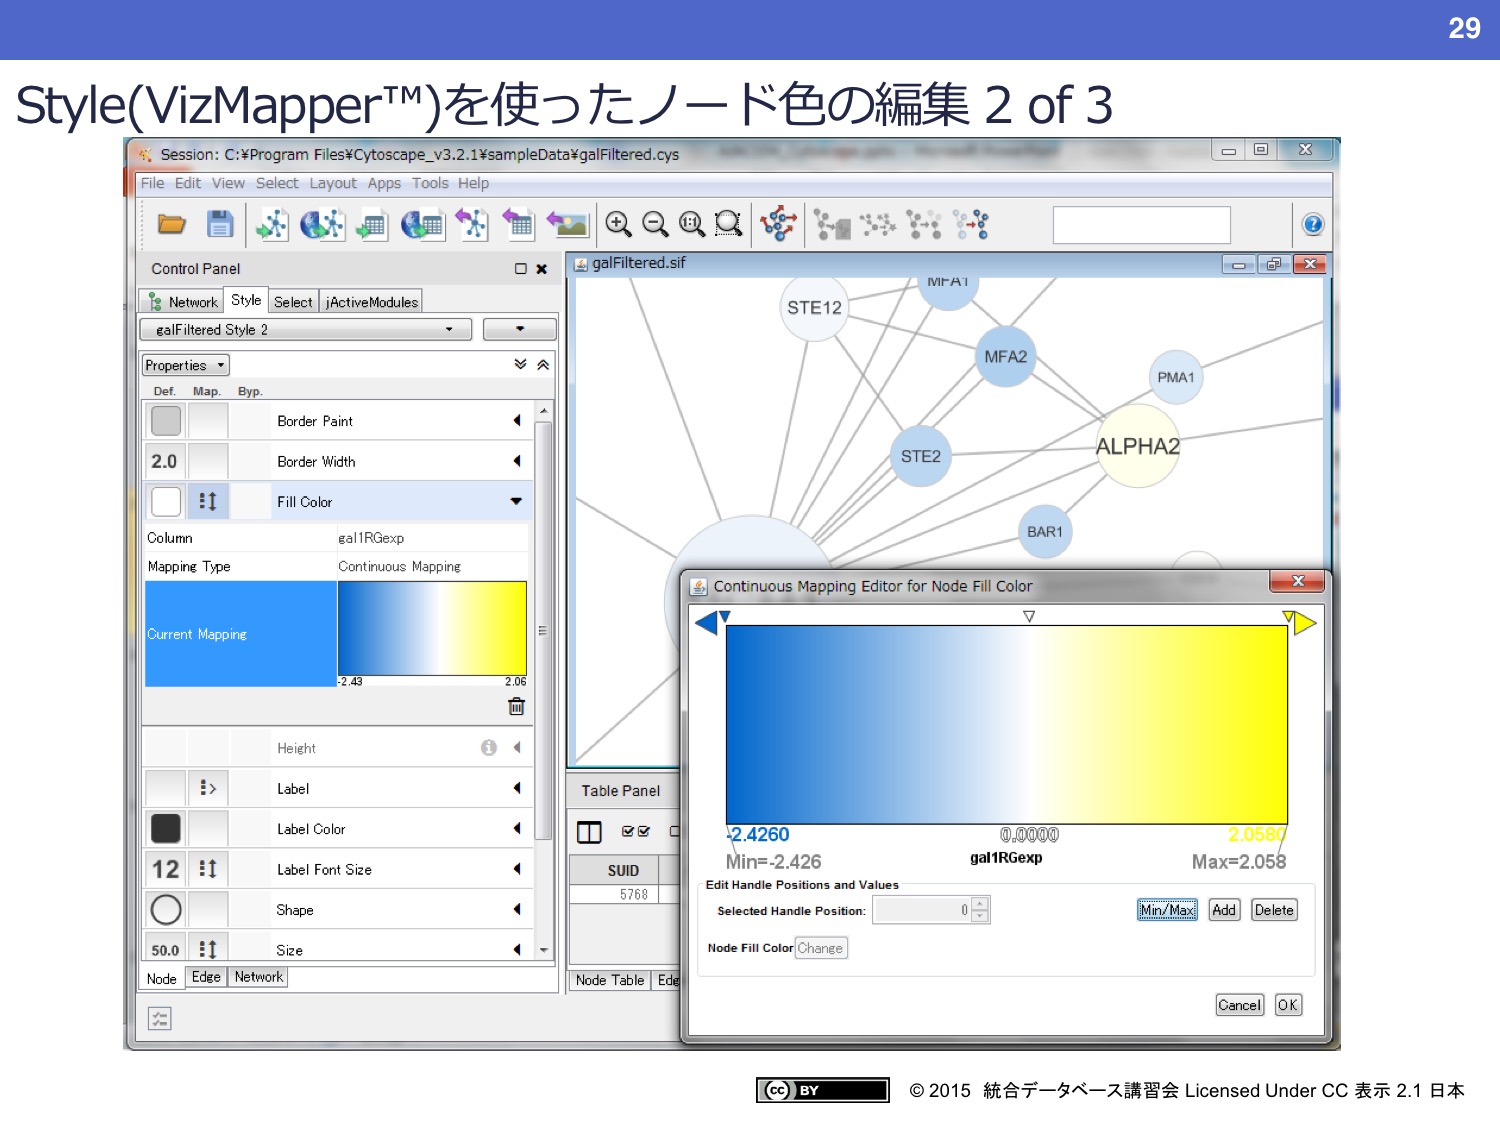 29
Style(VizMapper™)を使ったノード色の編集 2 of 3
Session: C:¥Program Files¥Cytoscape_v3.2.1¥sampleData¥galFiltered.cys
File Edit View Select Layout Apps Tools Help
1:1
Control Panel
Network Style Select jActiveModules
galFiltered Style 2
Properties
Def. Map. Byp.
Border Paint
2.0 Border Width
Fill Color
Column gal1RGexp
Mapping Type Continuous Mapping
Current Mapping
-2.43 2.06
Height
Label
Label Color
12 Label Font Size
Shape
50.0 Size
Node Edge Network
galFiltered.sif
MFA1
STE12
MFA2
PMA1
ALPHA2
STE2
BAR1
Table Panel
SUID
5768
Node Table Edg
Continuous Mapping Editor for Node Fill Color
-2.4260 0.0000 2.0580
Min=-2.426 gal1RGexp Max=2.058
Edit Handle Positions and Values
Selected Handle Position: 0 Min/Max Add Delete
Node Fill Color Change
Cancel OK
cc BY © 2015 統合データベース講習会 Licensed Under CC 表示 2.1 日本